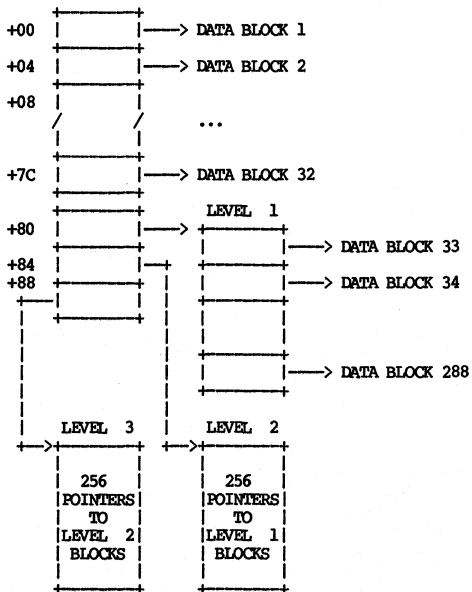 +00 DATA BLOCK 1
+04 DATA BLOCK 2
+08
...
+7C DATA BLOCK 32
LEVEL 1
+80
DATA BLOCK 33
+84
DATA BLOCK 34
+88
DATA BLOCK 288
LEVEL 3 LEVEL 2
256 256
POINTERS POINTERS
TO TO
LEVEL 2 LEVEL 1
BLOCKS BLOCKS